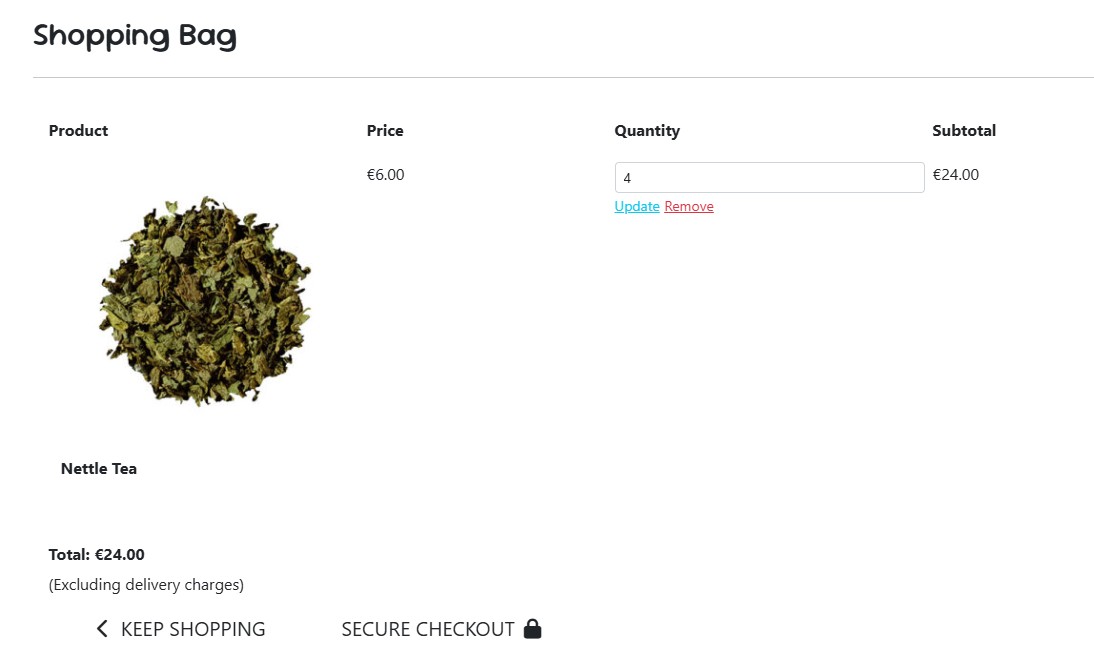 Shopping Bag
Product Price Quantity Subtotal
€6.00 4 €24.00
Update Remove
Nettle Tea
Total: €24.00
(Excluding delivery charges)
KEEP SHOPPING SECURE CHECKOUT